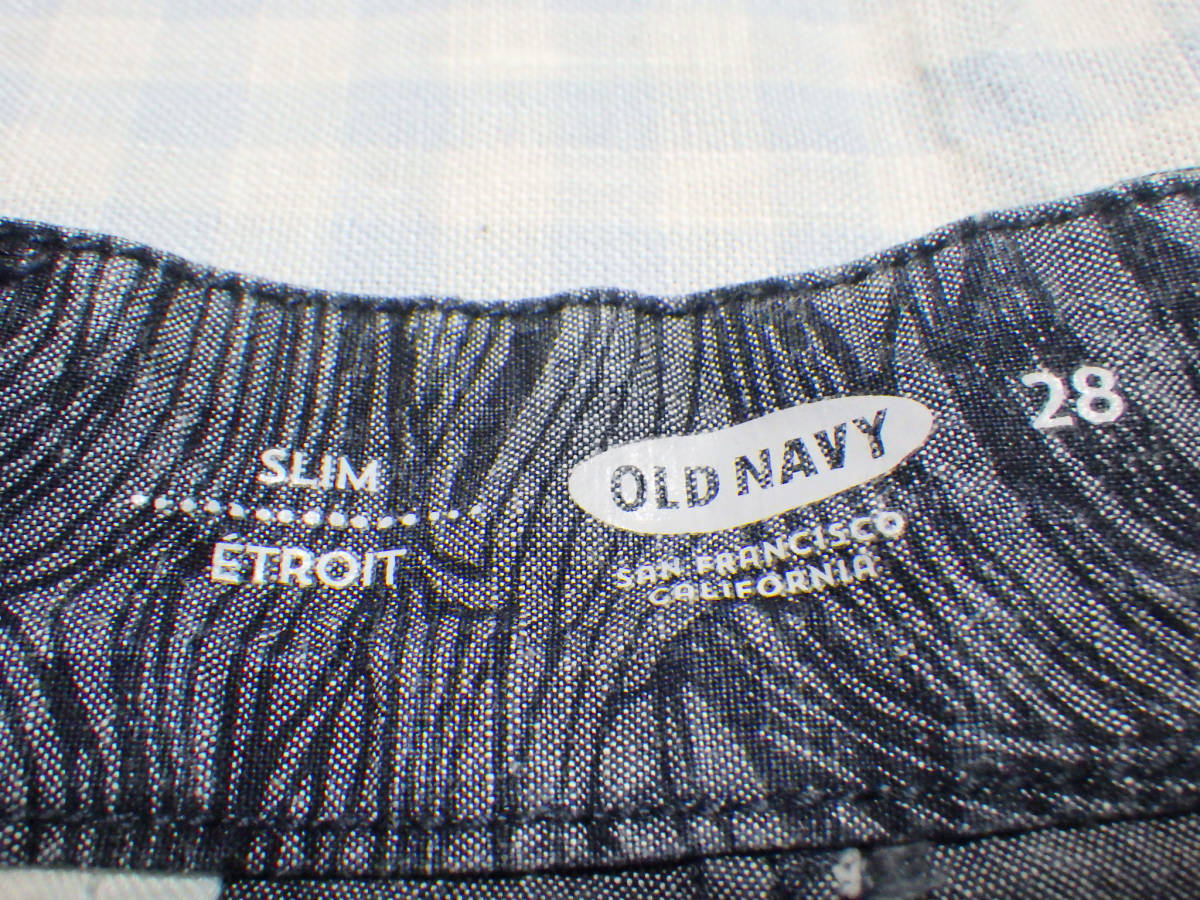 SLIM
ÉTROIT
OLD NAVY
SAN FRANCISCO
CALIFORNIA
28